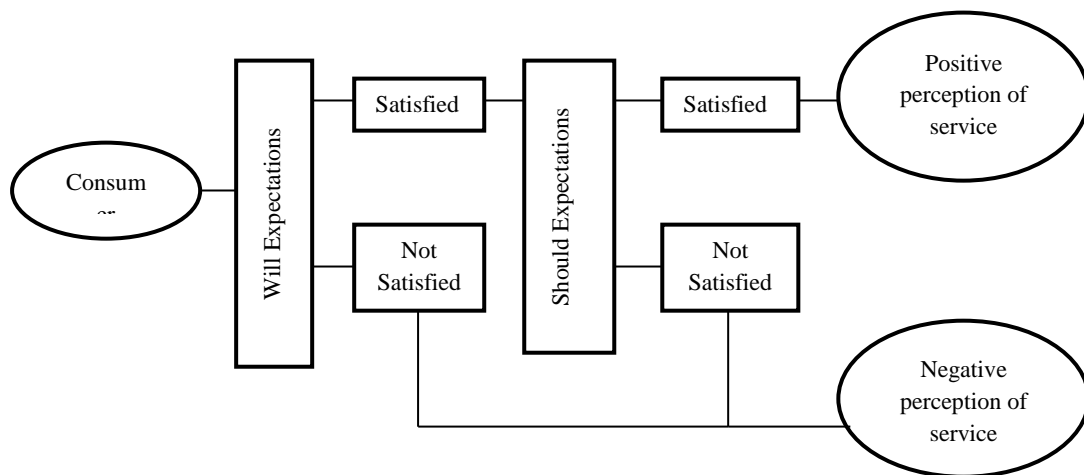 Consum
er
Will Expectations
Satisfied
Not
Satisfied
Should Expectations
Satisfied
Not
Satisfied
Positive
perception of
service
Negative
perception of
service